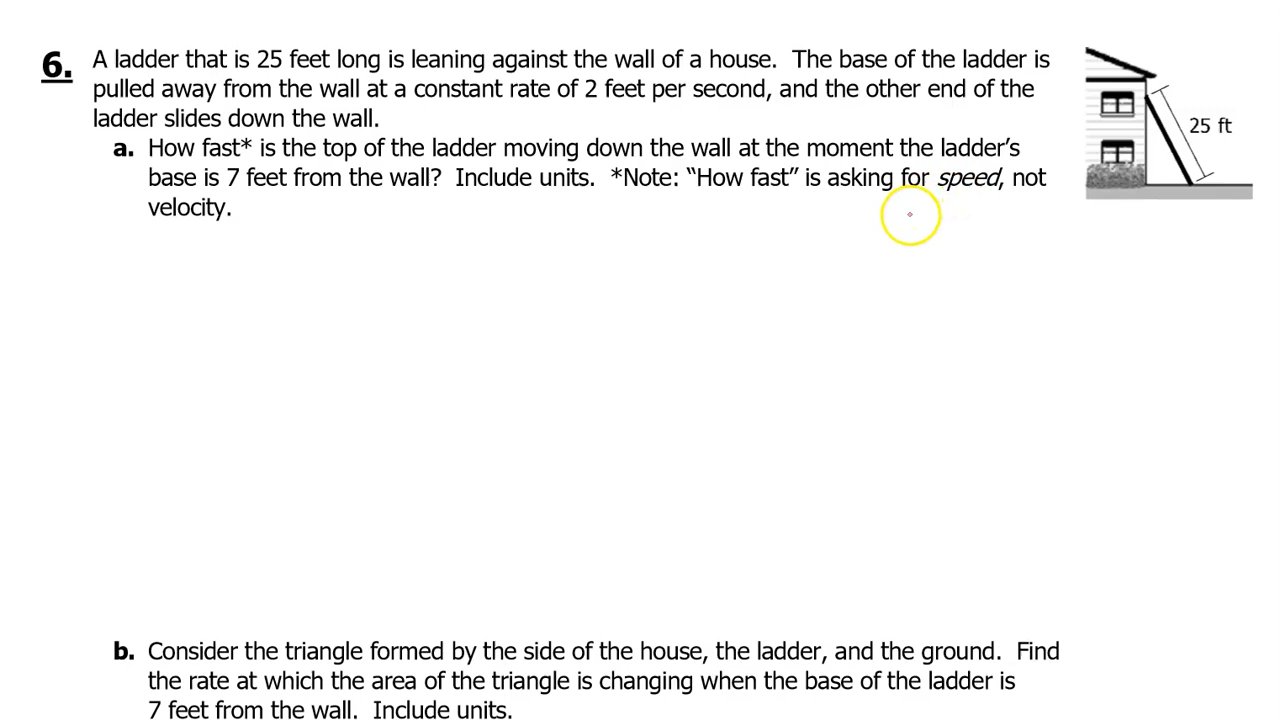 6. A ladder that is 25 feet long is leaning against the wall of a house.  The base of the ladder is
pulled away from the wall at a constant rate of 2 feet per second, and the other end of the
ladder slides down the wall.
a. How fast* is the top of the ladder moving down the wall at the moment the ladder’s
base is 7 feet from the wall?  Include units.  *Note: “How fast” is asking for speed, not
velocity.
25 ft
b. Consider the triangle formed by the side of the house, the ladder, and the ground.  Find
the rate at which the area of the triangle is changing when the base of the ladder is
7 feet from the wall.  Include units.